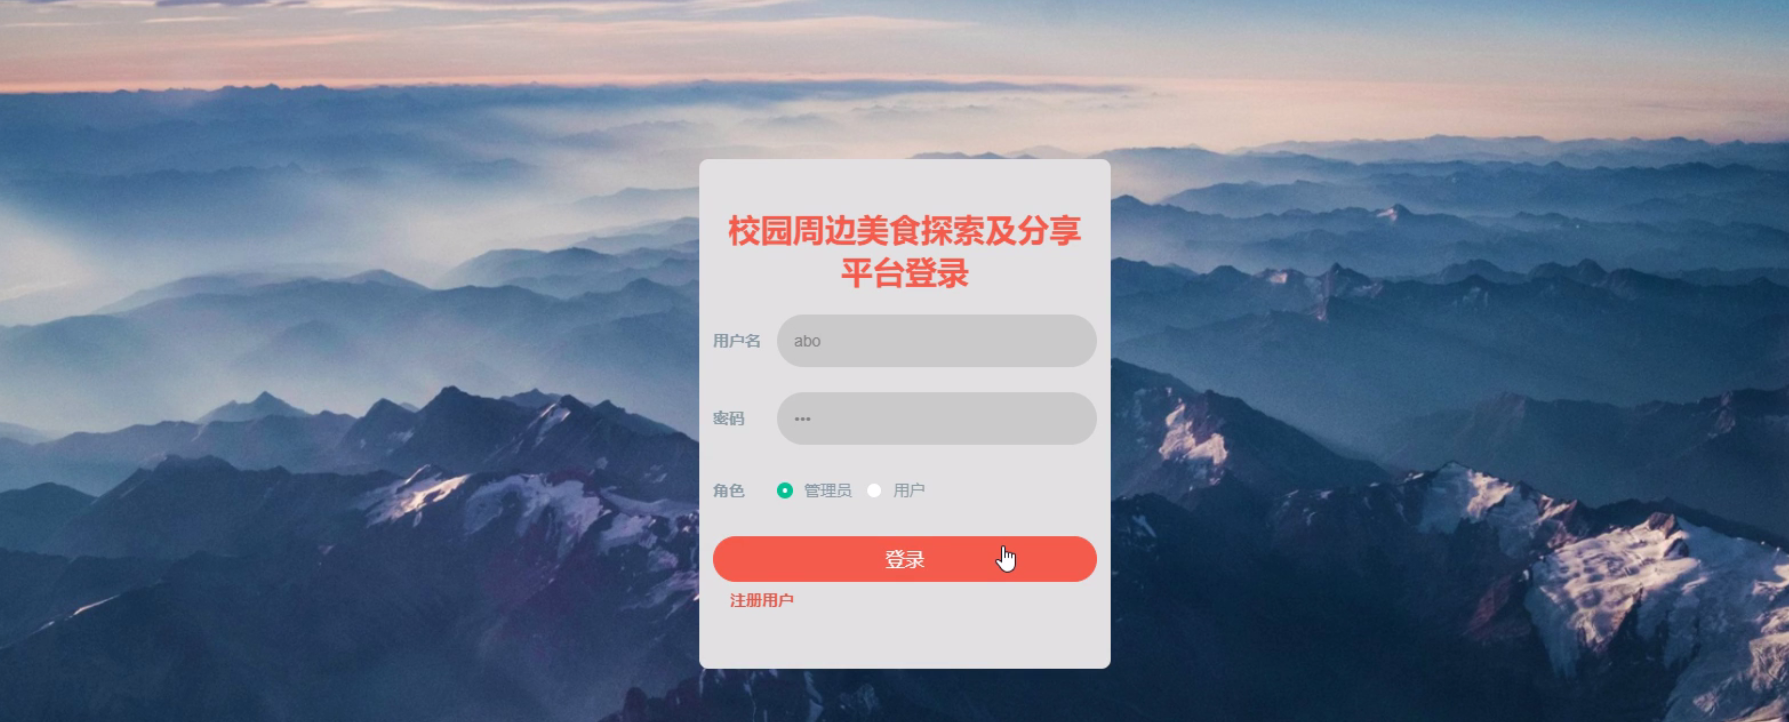 校园周边美食探索及分享
平台登录
用户名 abo
密码 •••
角色 管理员 用户
登录
注册用户